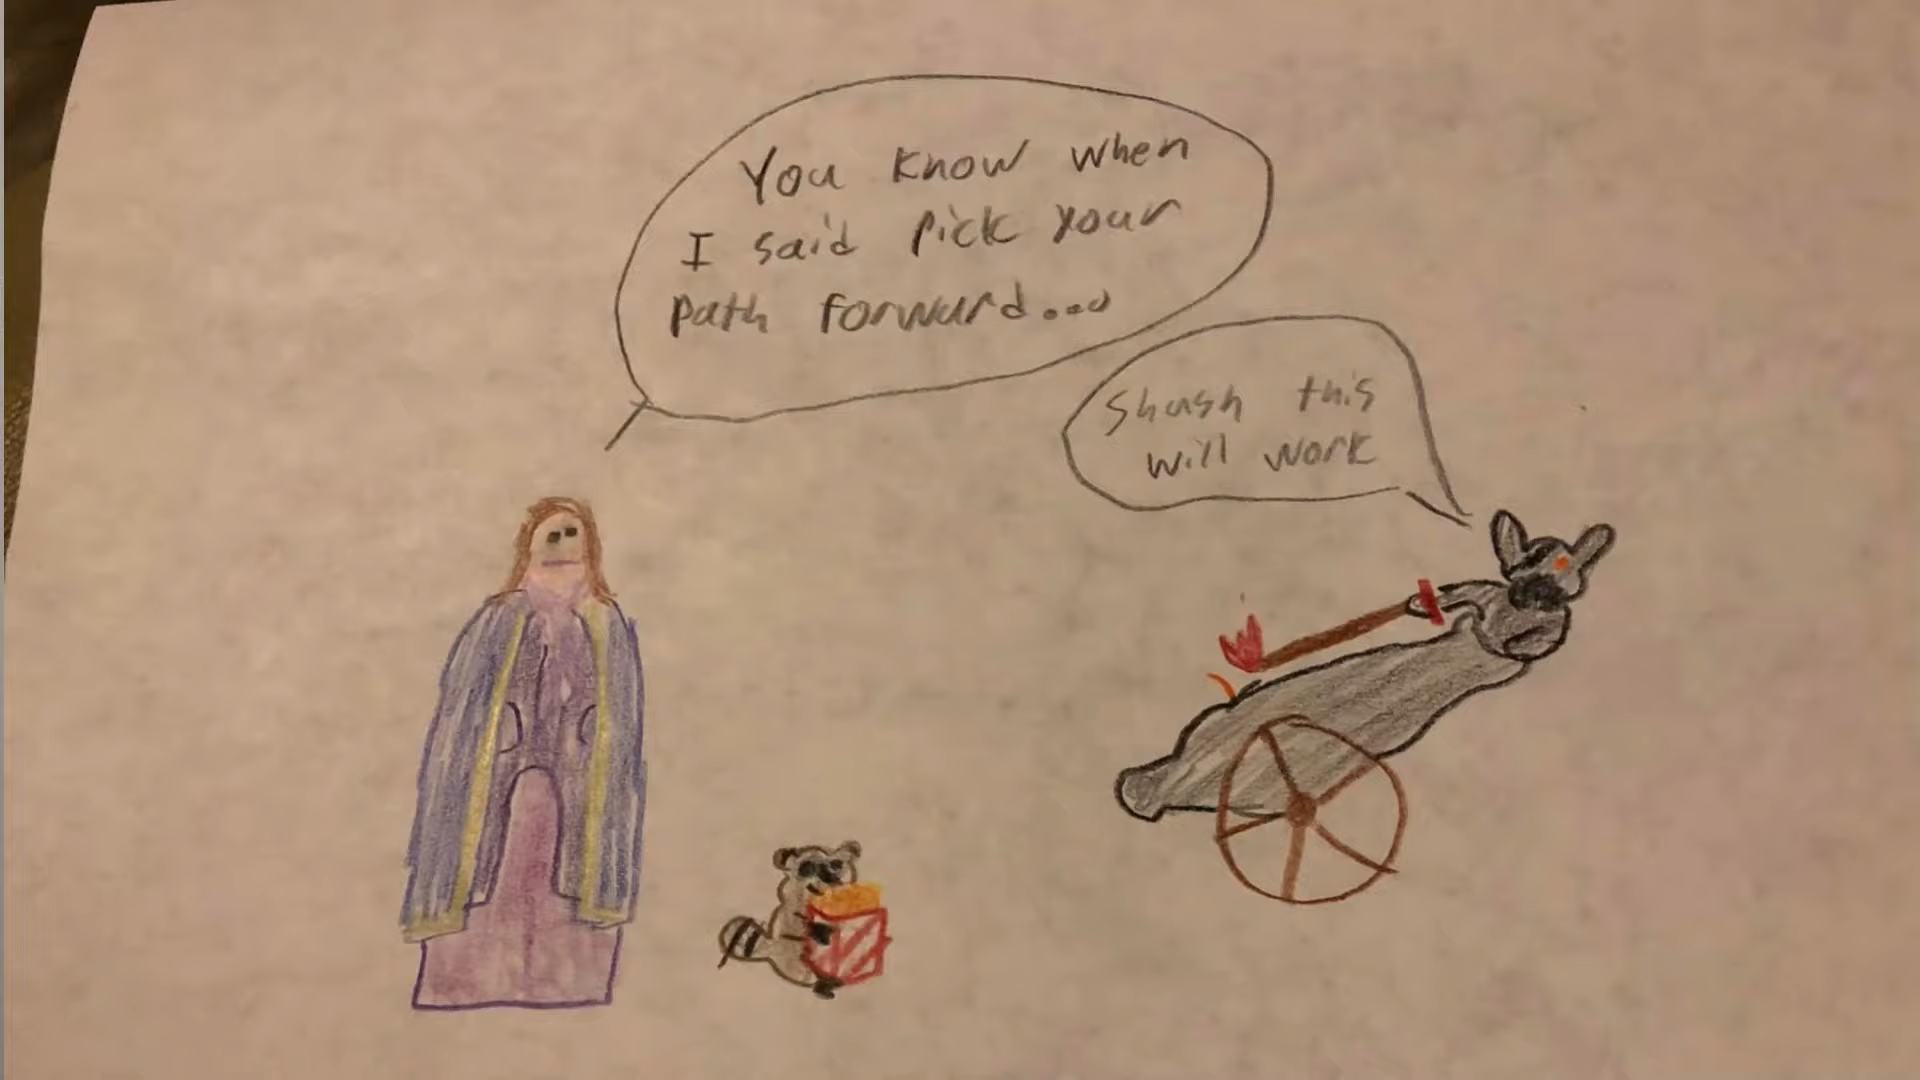 You know when
I said pick your
path forward....
Shush this
will work